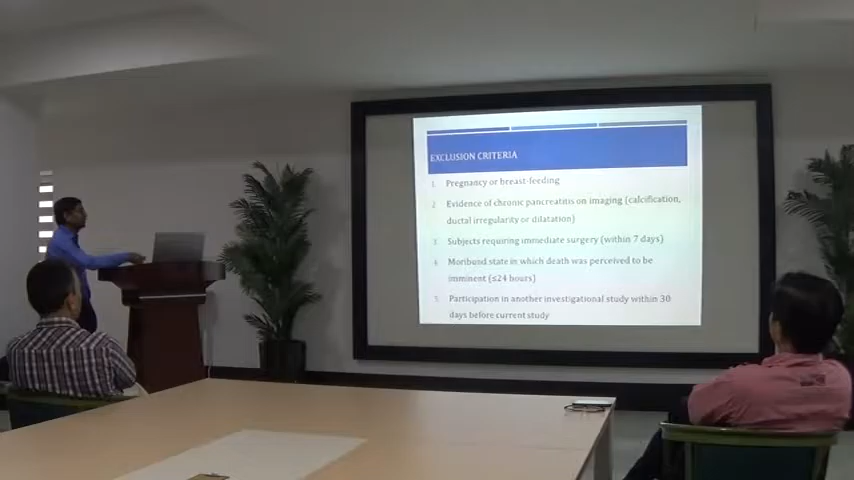 EXCLUSION CRITERIA
1. Pregnancy or breast-feeding
2. Evidence of chronic pancreatitis on imaging (calcification,
ductal irregularity or dilatation)
3. Subjects requiring immediate surgery (within 7 days)
4. Moribund state in which death was perceived to be
imminent (≤24 hours)
5. Participation in another investigational study within 30
days before current study